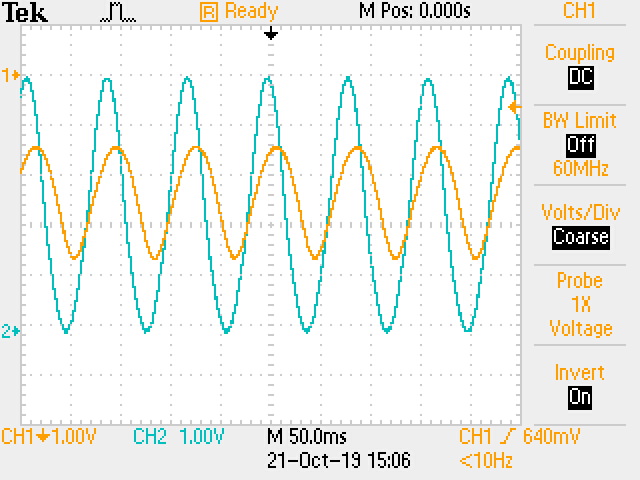 Tek R Ready M Pos: 0.000s CH1
Coupling
DC
BW Limit
Off
60MHz
Volts/Div
Coarse
Probe
1X
Voltage
Invert
On
1
2
CH1 1.00V CH2 1.00V M 50.0ms CH1 640mV
21-Oct-19 15:06 <10Hz